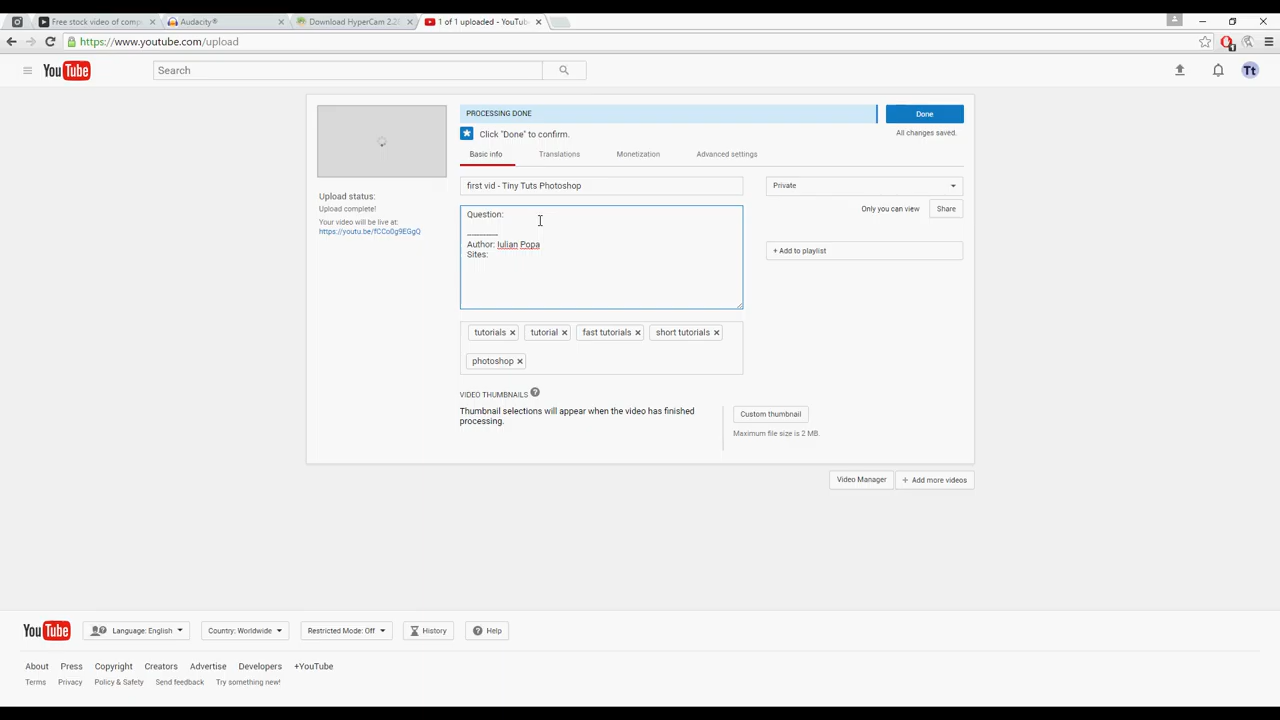 Free stock video of comp
Audacity®
Download HyperCam 2.2
1 of 1 uploaded - YouTub
https://www.youtube.com/upload
1
YouTube
Search
Tt
PROCESSING DONE
Done
Click "Done" to confirm.
All changes saved.
Basic info
Translations
Monetization
Advanced settings
Upload status:
Upload complete!
Your video will be live at:
https://youtu.be/fCCo0g9EGgQ
first vid - Tiny Tuts Photoshop
Private
Question:
Only you can view
Share
------------
Author: Iulian Popa
Sites:
+ Add to playlist
tutorials ×
tutorial ×
fast tutorials ×
short tutorials ×
photoshop ×
VIDEO THUMBNAILS ?
Thumbnail selections will appear when the video has finished
processing.
Custom thumbnail
Maximum file size is 2 MB.
Video Manager
+ Add more videos
YouTube
Language: English
Country: Worldwide
Restricted Mode: Off
History
? Help
About
Press
Copyright
Creators
Advertise
Developers
+YouTube
Terms
Privacy
Policy & Safety
Send feedback
Try something new!